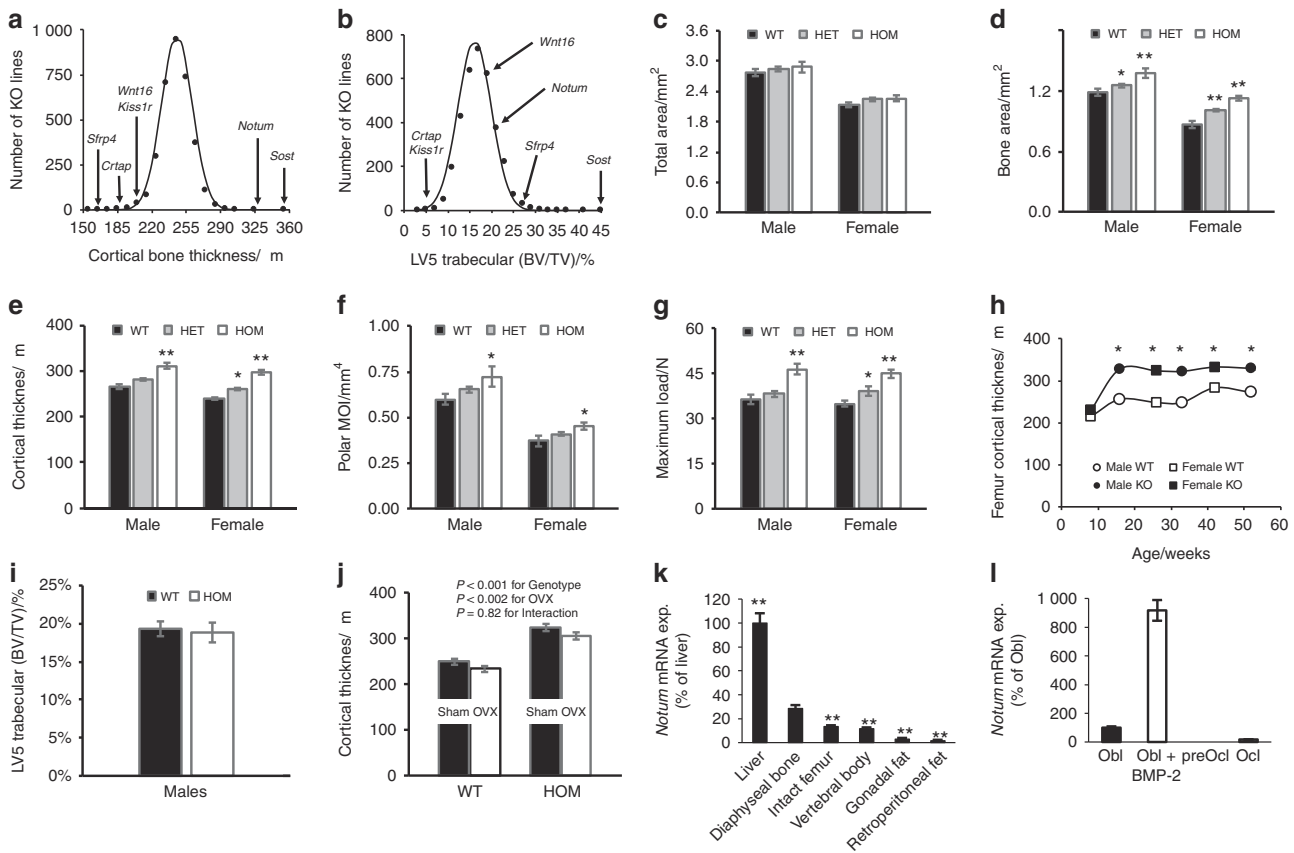 a
1 000
750
500
250
0
Number of KO lines
Sfrp4
Crtap
Wnt16
Kiss1r
Notum
Sost
150 185 220 255 290 325 360
Cortical bone thickness/ m
b
800
600
400
200
0
Number of KO lines
Crtap
Kiss1r
Wnt16
Notum
Sfrp4
Sost
0 5 10 15 20 25 30 35 40 45
LV5 trabecular (BV/TV)/%
c
WT HET HOM
3.6
3.0
2.4
1.8
1.2
0.6
0.0
Total area/mm2
Male Female
d
WT HET HOM
1.2
0.6
0.0
Bone area/mm2
* ** ** **
Male Female
e
WT HET HOM
400
300
200
100
0
Cortical thicknes/ m
** * **
Male Female
f
WT HET HOM
1.00
0.75
0.50
0.25
0.00
Polar MOI/mm4
* *
Male Female
g
WT HET HOM
60
45
30
15
0
Maximum load/N
** * **
Male Female
h
400
300
200
100
0
Femur cortical thicknes/ m
* * * * *
Male WT Female WT
Male KO Female KO
0 10 20 30 40 50 60
Age/weeks
i
WT HOM
25%
20%
15%
10%
5%
0%
LV5 trabecular (BV/TV)/%
Males
j
P < 0.001 for Genotype
P < 0.002 for OVX
P = 0.82 for Interaction
400
300
200
100
0
Cortical thicknes/ m
Sham OVX Sham OVX
WT HOM
k
120
100
80
60
40
20
0
Notum mRNA exp.
(% of liver)
** ** ** ** **
Liver
Diaphyseal bone
Intact femur
Vertebral body
Gonadal fat
Retroperitoneal fet
l
1 000
800
600
400
200
0
Notum mRNA exp.
(% of Obl)
Obl Obl + preOcl Ocl
BMP-2